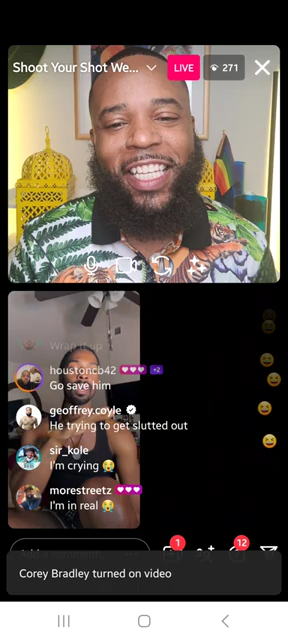 Shoot Your Shot We...
LIVE
271
Wrap it up
houstoncb42 +2
Go save him
geoffrey.coyle
He trying to get slutted out
sir_kole
I'm crying 😭
morestreetz
I'm in real 😭
1
12
Corey Bradley turned on video